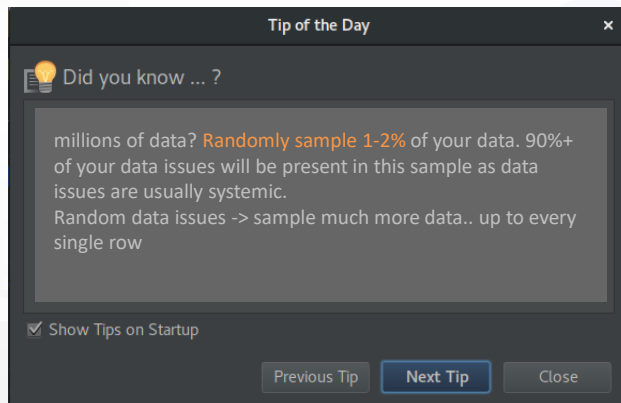 Tip of the Day
×
Did you know ... ?
millions of data? Randomly sample 1-2% of your data. 90%+
of your data issues will be present in this sample as data
issues are usually systemic.
Random data issues -> sample much more data.. up to every
single row
Show Tips on Startup
Previous Tip Next Tip Close